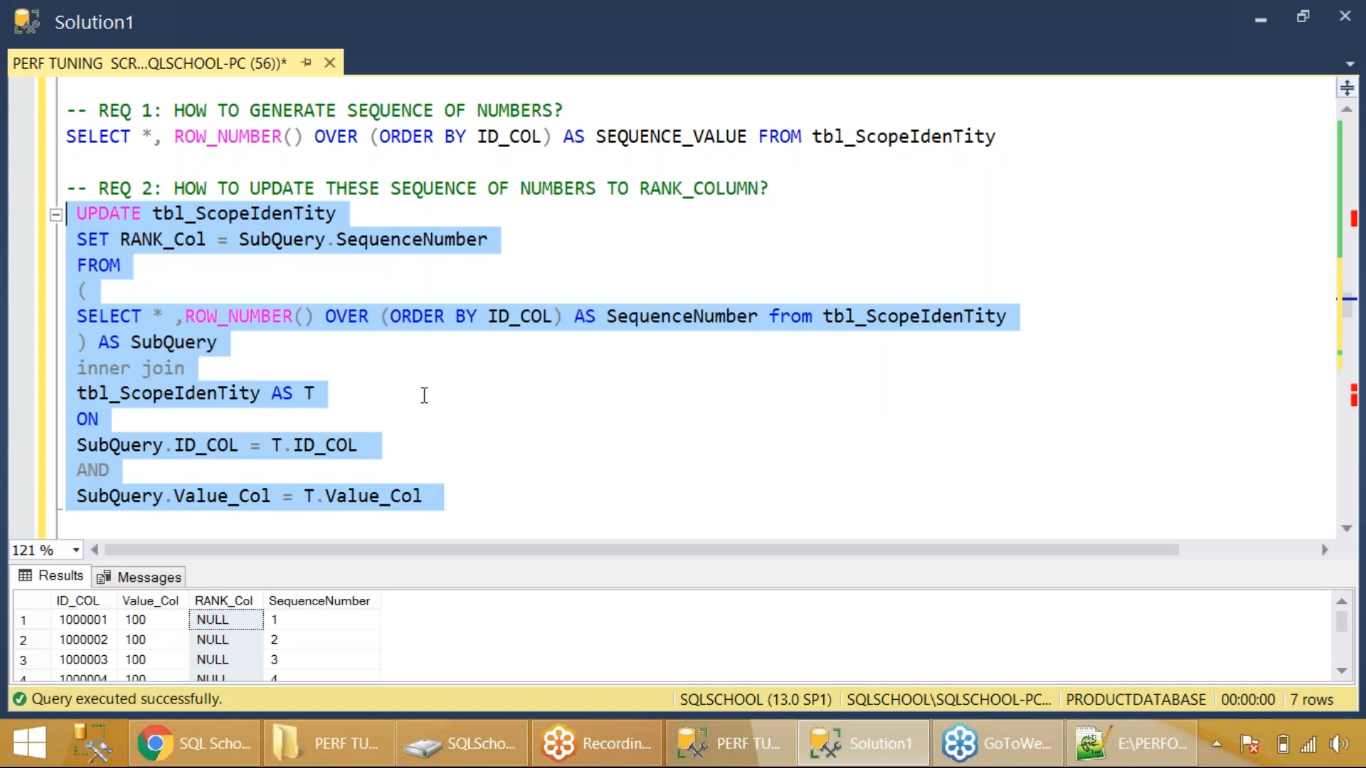 Solution1
PERF TUNING SCR...QLSCHOOL-PC (56))*
-- REQ 1: HOW TO GENERATE SEQUENCE OF NUMBERS?
SELECT *, ROW_NUMBER() OVER (ORDER BY ID_COL) AS SEQUENCE_VALUE FROM tbl_ScopeIdenTity
-- REQ 2: HOW TO UPDATE THESE SEQUENCE OF NUMBERS TO RANK_COLUMN?
UPDATE tbl_ScopeIdenTity
SET RANK_Col = SubQuery.SequenceNumber
FROM
(
SELECT * ,ROW_NUMBER() OVER (ORDER BY ID_COL) AS SequenceNumber from tbl_ScopeIdenTity
) AS SubQuery
inner join
tbl_ScopeIdenTity AS T
ON
SubQuery.ID_COL = T.ID_COL
AND
SubQuery.Value_Col = T.Value_Col
121 %
Results Messages
ID_COL Value_Col RANK_Col SequenceNumber
1 1000001 100 NULL 1
2 1000002 100 NULL 2
3 1000003 100 NULL 3
4 1000004 100 NULL 4
Query executed successfully. SQLSCHOOL (13.0 SP1) SQLSCHOOL\SQLSCHOOL-PC... PRODUCTDATABASE 00:00:00 7 rows
SQL Scho... PERF TU... SQLScho... Recordin... PERF TU... Solution1 GoToWe... E:\PERFO...